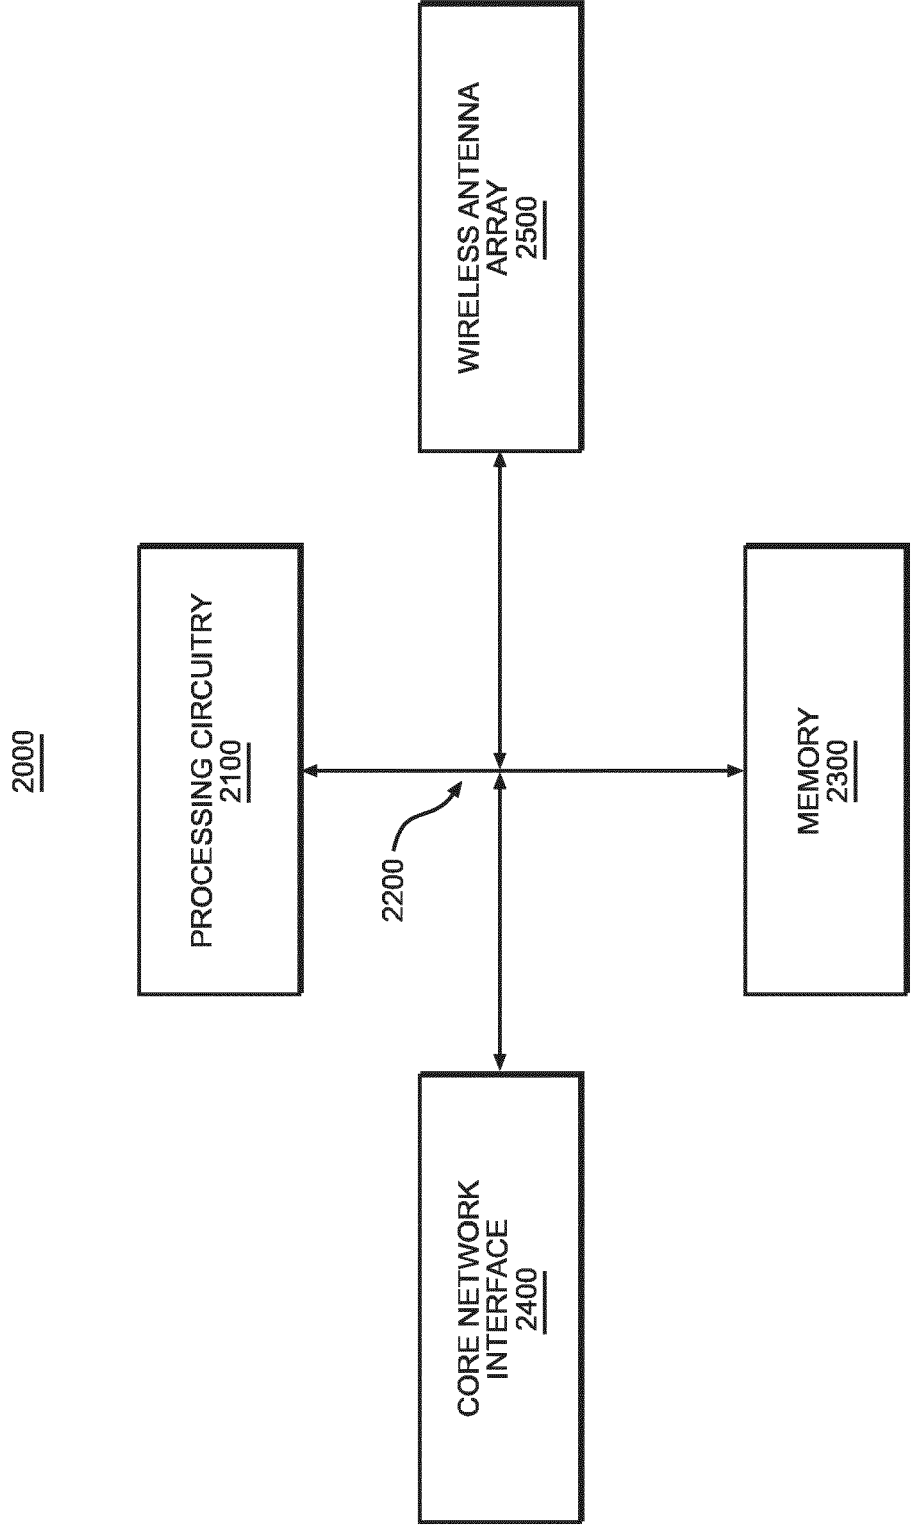 2000
PROCESSING CIRCUITRY
2100
2200
CORE NETWORK
INTERFACE
2400
WIRELESS ANTENNA
ARRAY
2500
MEMORY
2300